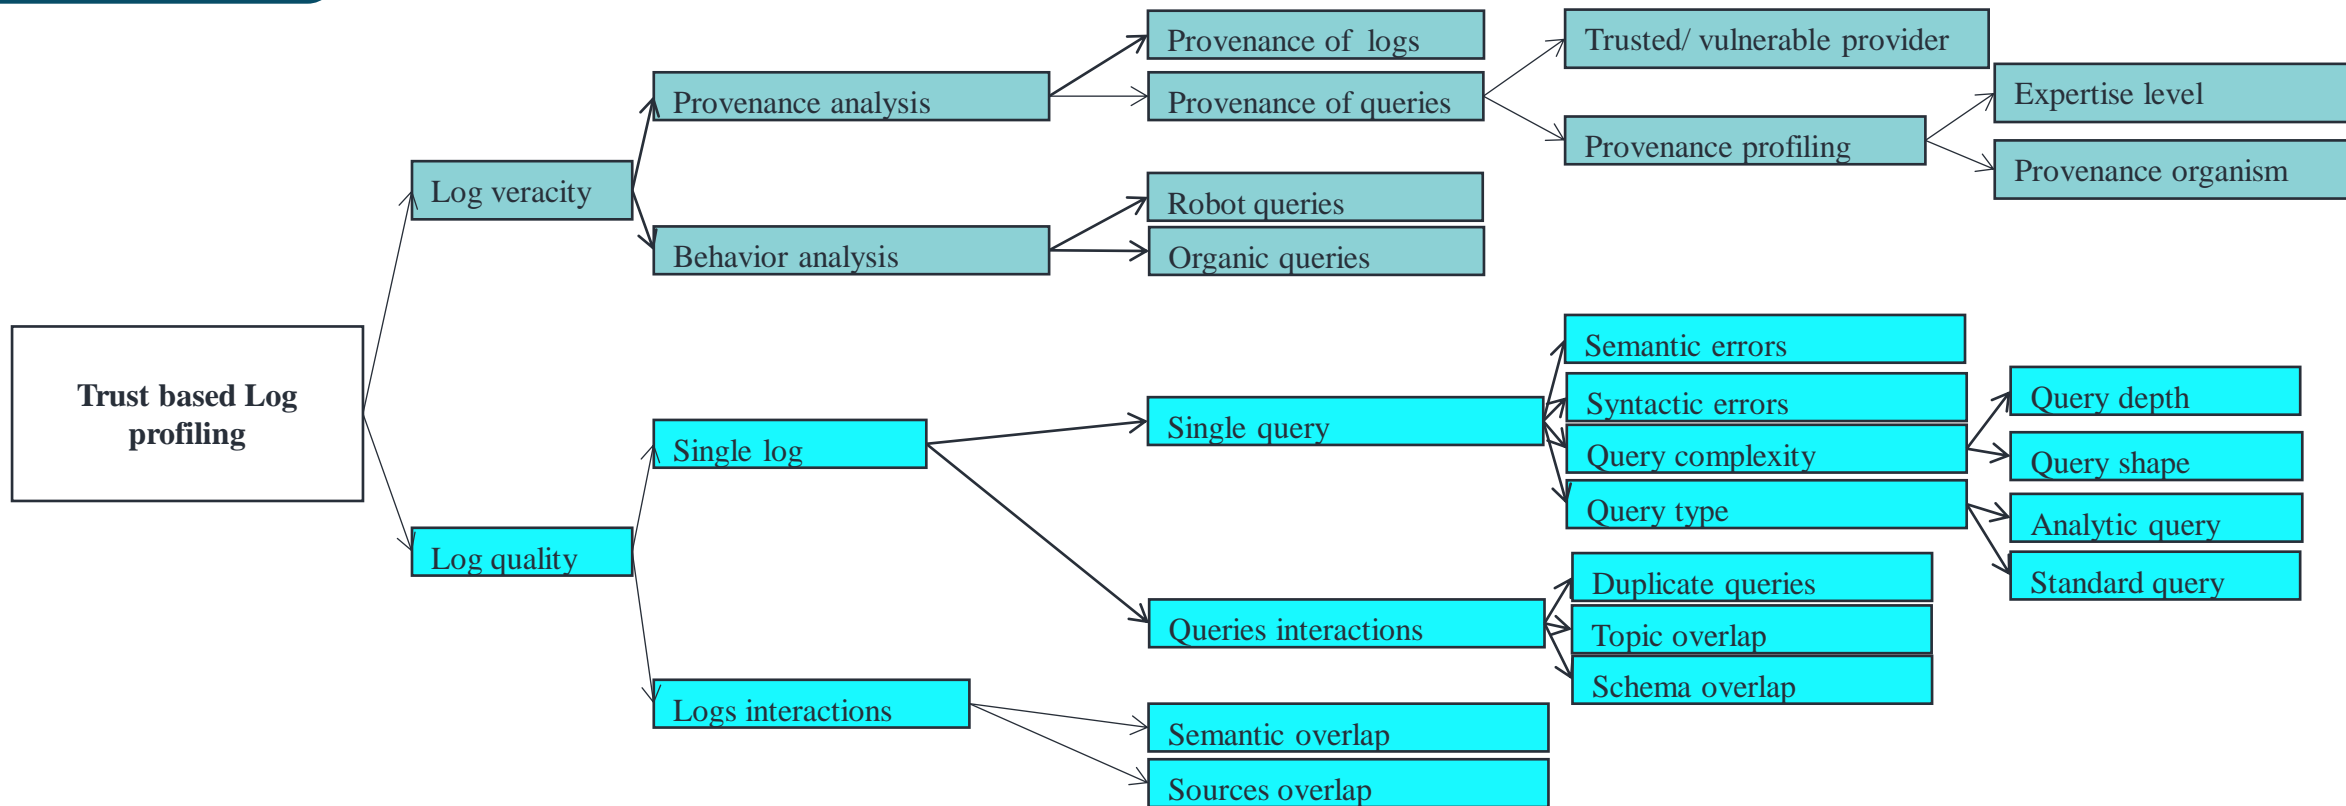 Provenance of logs
Trusted/ vulnerable provider
Provenance analysis
Provenance of queries
Expertise level
Provenance profiling
Provenance organism
Log veracity
Robot queries
Behavior analysis
Organic queries
Trust based Log
profiling
Semantic errors
Syntactic errors
Query depth
Single log
Single query
Query complexity
Query shape
Query type
Analytic query
Log quality
Duplicate queries
Standard query
Queries interactions
Topic overlap
Schema overlap
Logs interactions
Semantic overlap
Sources overlap